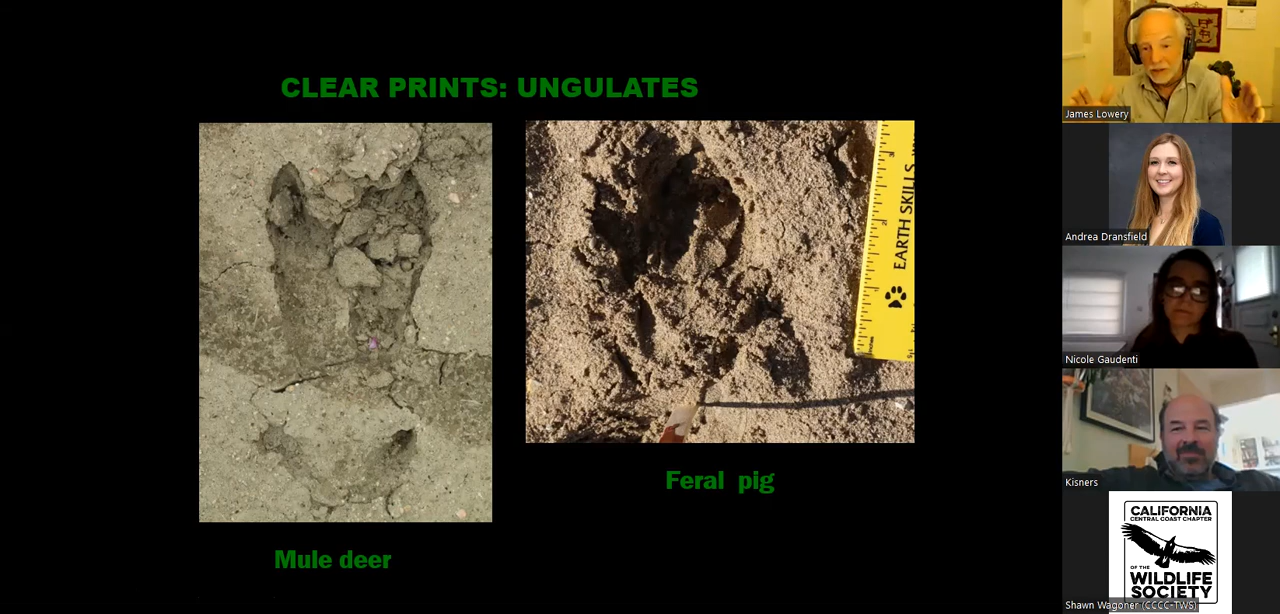 CLEAR PRINTS: UNGULATES
EARTH SKILLS
Inches
Feral pig
Mule deer
James Lowery
Andrea Dransfield
Nicole Gaudenti
Kisners
CALIFORNIA
CENTRAL COAST CHAPTER
OF THE
WILDLIFE
SOCIETY
Shawn Wagoner (CCCC-TWS)